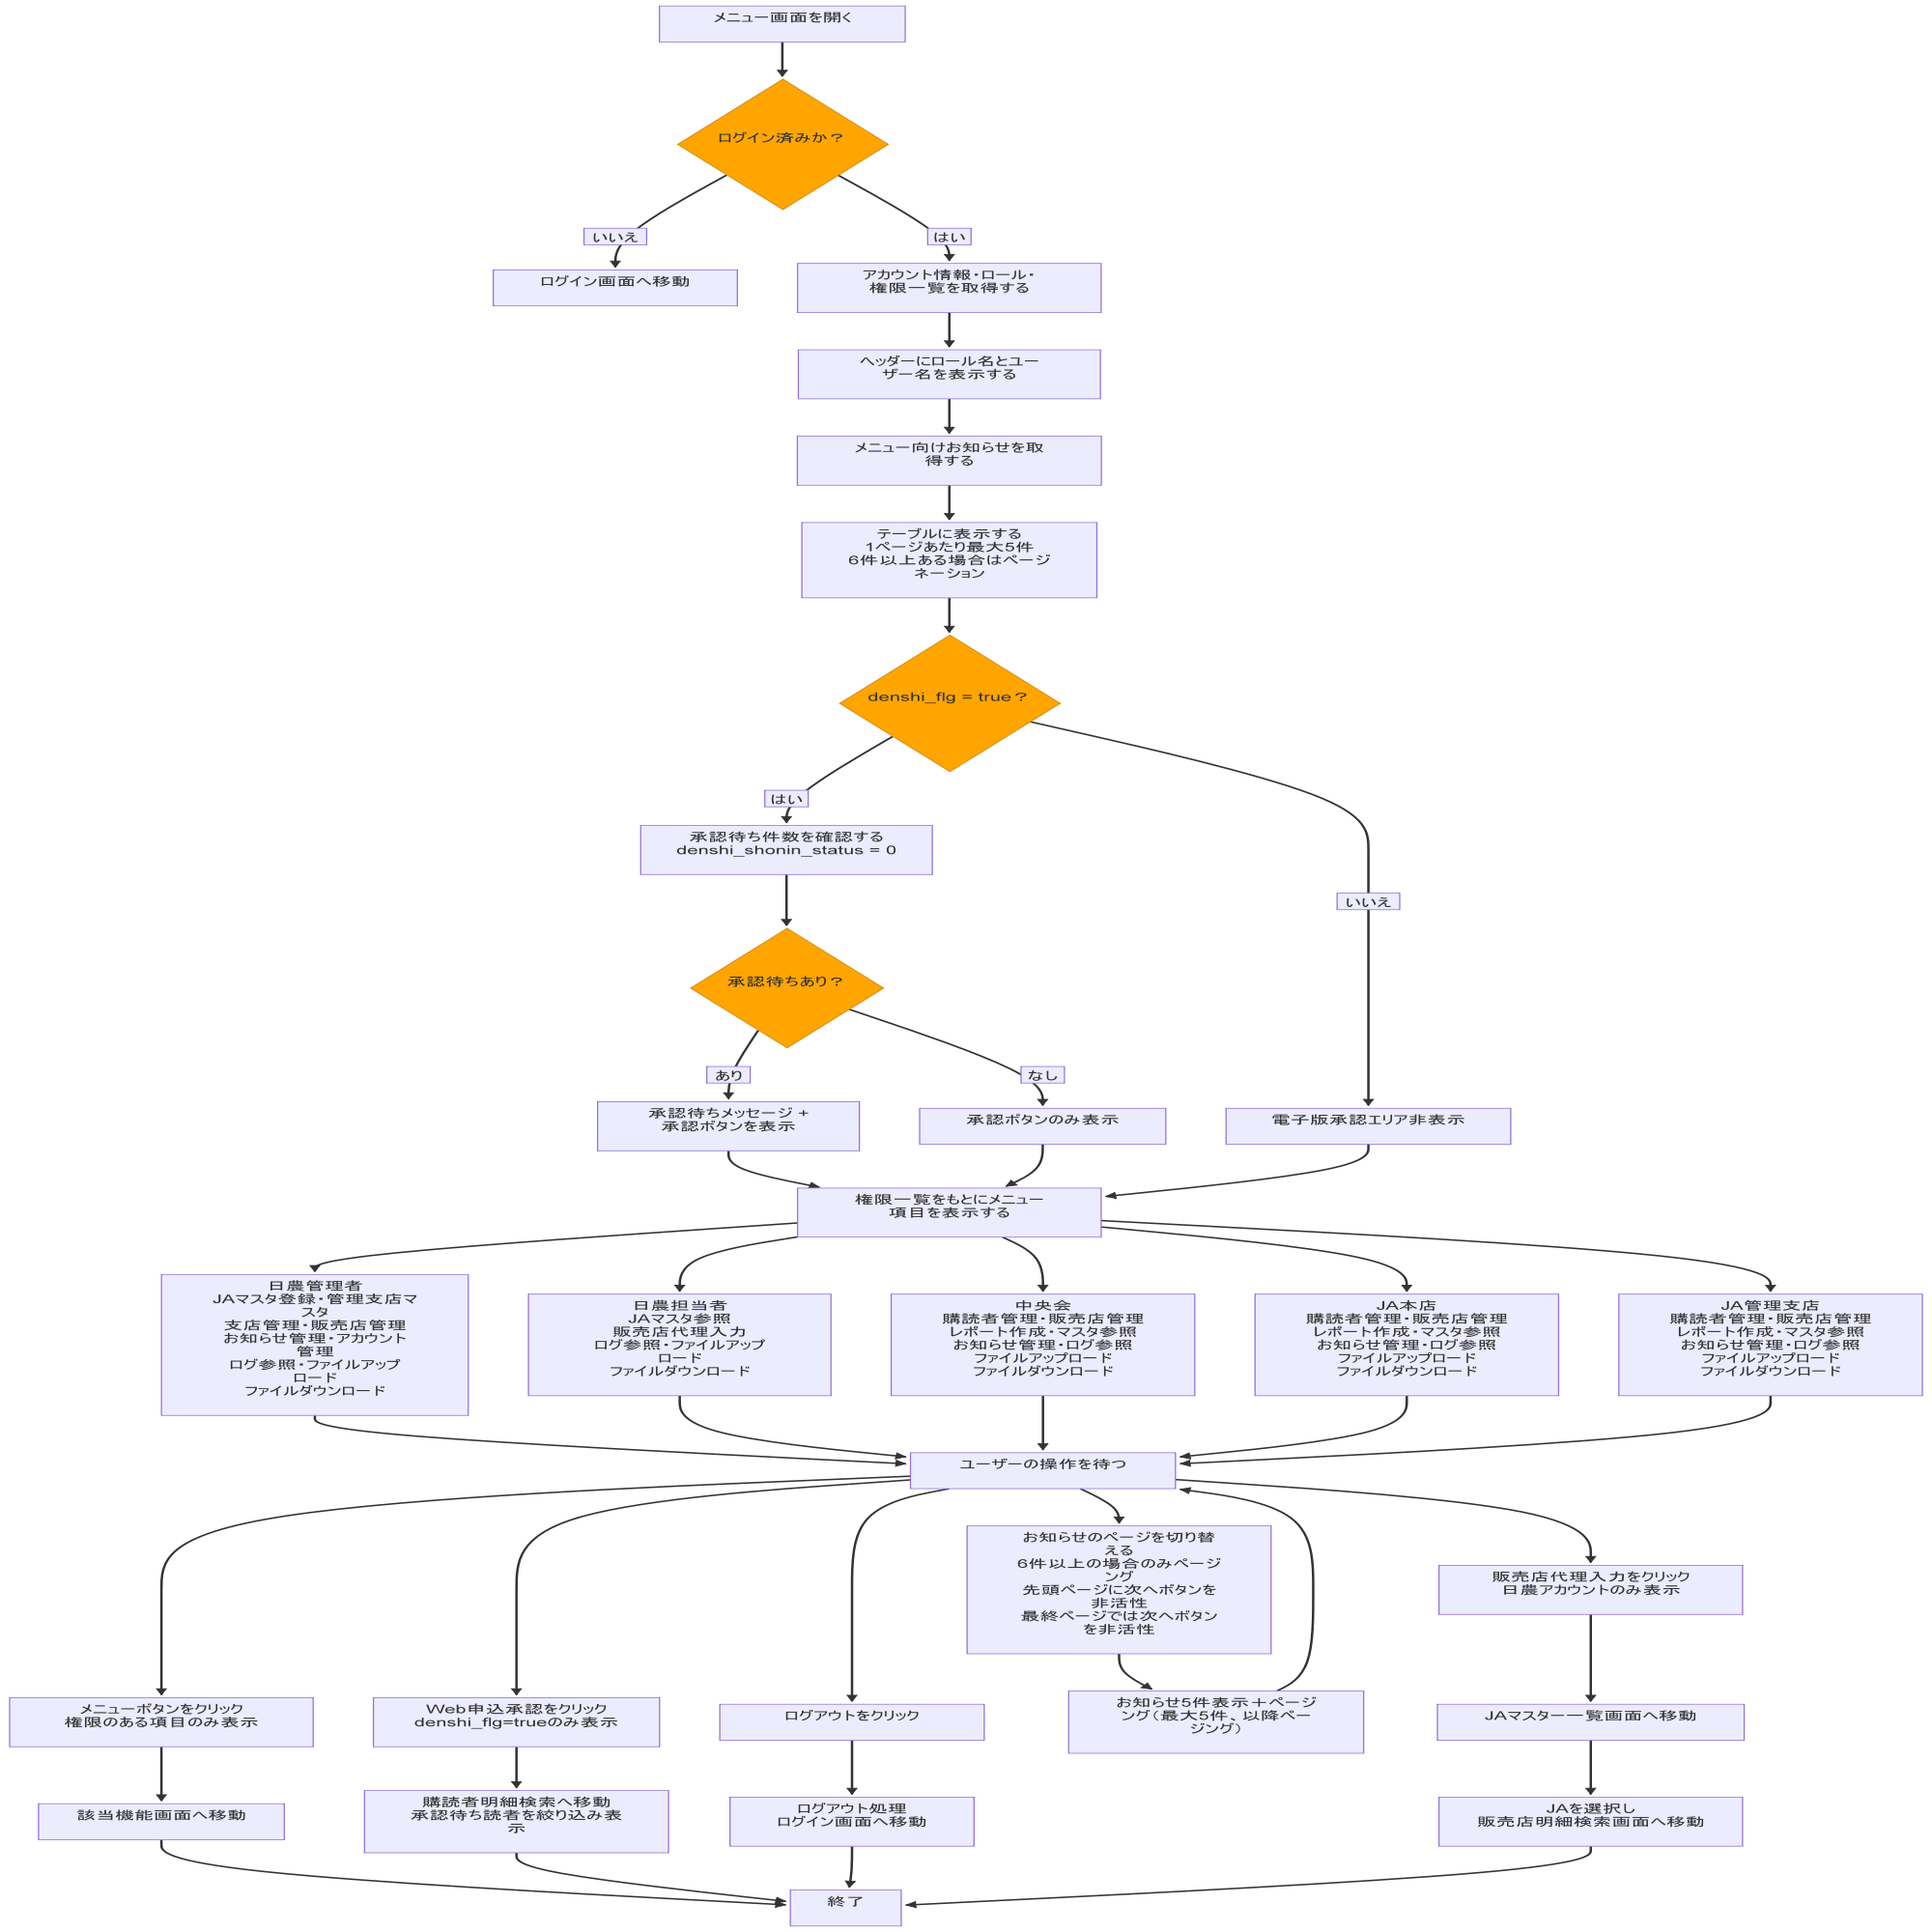 メニュー画面を開く
ログイン済みか？
いいえ
はい
ログイン画面へ移動
アカウント情報・ロール・
権限一覧を取得する
ヘッダーにロール名とユー
ザー名を表示する
メニュー向けお知らせを取
得する
テーブルに表示する
1ページあたり最大5件
6件以上ある場合はページ
ネーション
denshi_flg = true？
はい
いいえ
承認待ち件数を確認する
denshi_shonin_status = 0
承認待ちあり？
あり
なし
承認待ちメッセージ +
承認ボタンを表示
承認ボタンのみ表示
電子版承認エリア非表示
権限一覧をもとにメニュー
項目を表示する
日農管理者
JAマスタ登録・管理支店マ
スタ
支店管理・販売店管理
お知らせ管理・アカウント
管理
ログ参照・ファイルアップ
ロード
ファイルダウンロード
日農担当者
JAマスタ参照
販売店代理入力
ログ参照・ファイルアップ
ロード
ファイルダウンロード
中央会
購読者管理・販売店管理
レポート作成・マスタ参照
お知らせ管理・ログ参照
ファイルアップロード
ファイルダウンロード
JA本店
購読者管理・販売店管理
レポート作成・マスタ参照
お知らせ管理・ログ参照
ファイルアップロード
ファイルダウンロード
JA管理支店
購読者管理・販売店管理
レポート作成・マスタ参照
お知らせ管理・ログ参照
ファイルアップロード
ファイルダウンロード
ユーザーの操作を待つ
お知らせのページを切り替
える
6件以上の場合のみページ
ング
先頭ページに次へボタンを
非活性
最終ページでは次へボタン
を非活性
販売店代理入力をクリック
日農アカウントのみ表示
メニューボタンをクリック
権限のある項目のみ表示
Web申込承認をクリック
denshi_flg=trueのみ表示
ログアウトをクリック
お知らせ5件表示＋ページ
ング（最大5件、以降ペー
ジング）
JAマスター一覧画面へ移動
該当機能画面へ移動
購読者明細検索へ移動
承認待ち読者を絞り込み表
示
ログアウト処理
ログイン画面へ移動
JAを選択し
販売店明細検索画面へ移動
終了